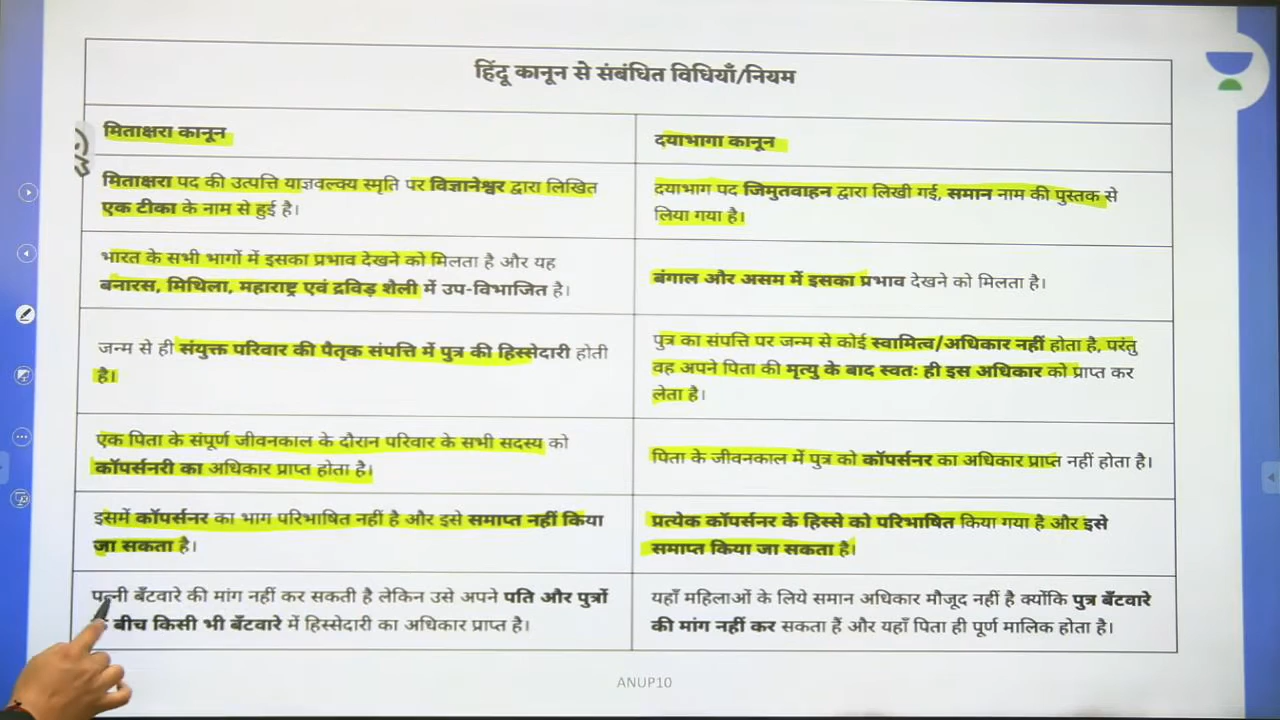 हिंदू कानून से संबंधित विधियाँ/नियम
मिताक्षरा कानून
दयाभागा कानून
मिताक्षरा पद की उत्पत्ति याज्ञवल्क्य स्मृति पर विज्ञानेश्वर द्वारा लिखित
एक टीका के नाम से हुई है।
दयाभाग पद जिमुतवाहन द्वारा लिखी गई, समान नाम की पुस्तक से
लिया गया है।
भारत के सभी भागों में इसका प्रभाव देखने को मिलता है और यह
बनारस, मिथिला, महाराष्ट्र एवं द्रविड़ शैली में उप-विभाजित है।
बंगाल और असम में इसका प्रभाव देखने को मिलता है।
जन्म से ही संयुक्त परिवार की पैतृक संपत्ति में पुत्र की हिस्सेदारी होती
है।
पुत्र का संपत्ति पर जन्म से कोई स्वामित्व/अधिकार नहीं होता है, परंतु
वह अपने पिता की मृत्यु के बाद स्वतः ही इस अधिकार को प्राप्त कर
लेता है।
एक पिता के संपूर्ण जीवनकाल के दौरान परिवार के सभी सदस्य को
कॉपर्सनरी का अधिकार प्राप्त होता है।
पिता के जीवनकाल में पुत्र को कॉपर्सनर का अधिकार प्राप्त नहीं होता है।
इसमें कॉपर्सनर का भाग परिभाषित नहीं है और इसे समाप्त नहीं किया
जा सकता है।
प्रत्येक कॉपर्सनर के हिस्से को परिभाषित किया गया है और इसे
समाप्त किया जा सकता है।
पत्नी बँटवारे की मांग नहीं कर सकती है लेकिन उसे अपने पति और पुत्रों
बीच किसी भी बँटवारे में हिस्सेदारी का अधिकार प्राप्त है।
यहाँ महिलाओं के लिये समान अधिकार मौजूद नहीं है क्योंकि पुत्र बँटवारे
की मांग नहीं कर सकता हैं और यहाँ पिता ही पूर्ण मालिक होता है।
ANUP10